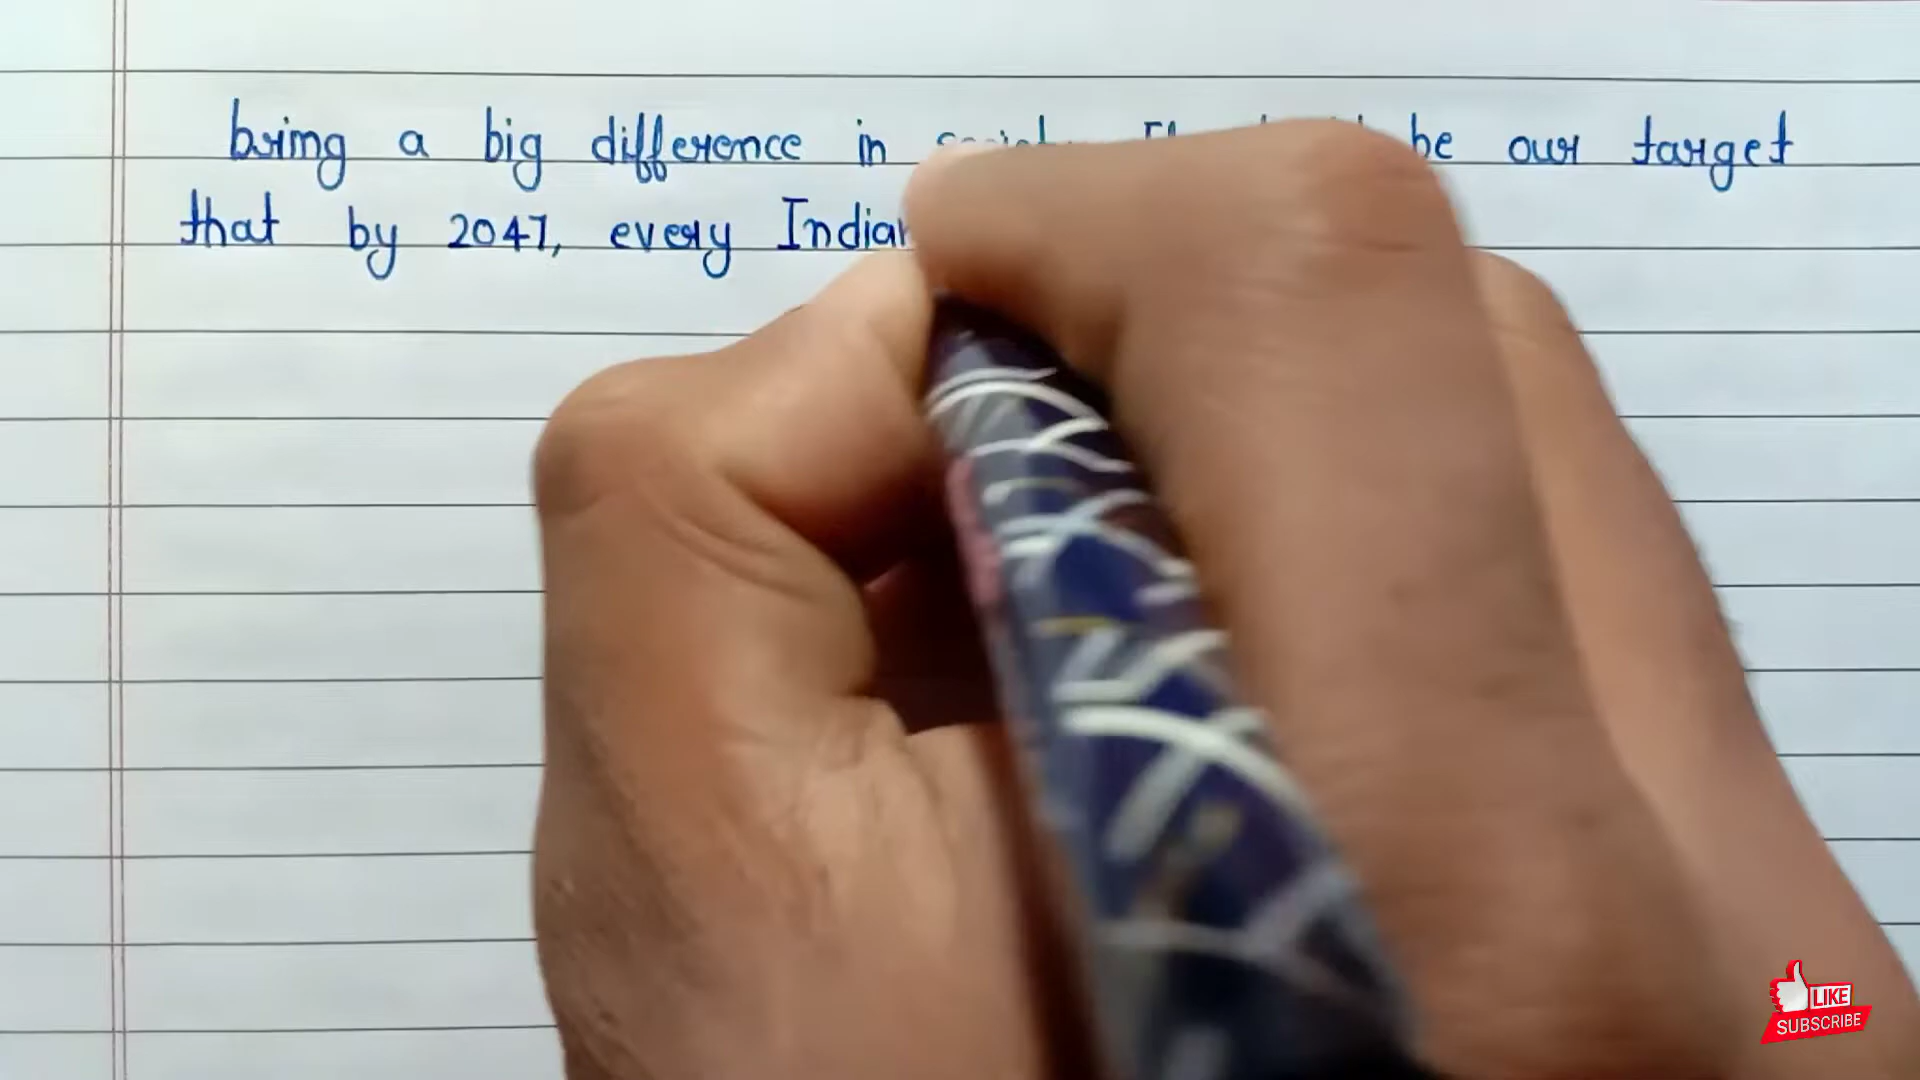 bring a big difference in be our target
that by 2047, every Indian
LIKE
SUBSCRIBE